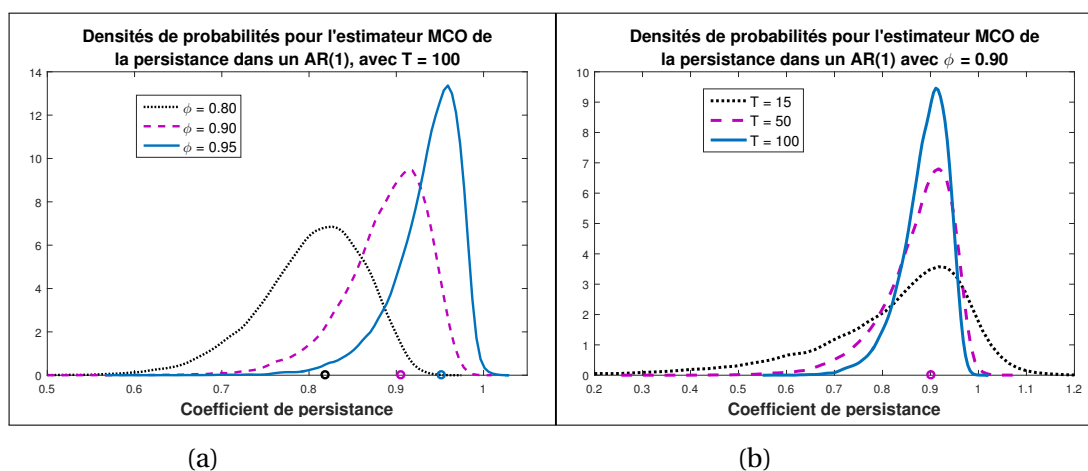 Densités de probabilités pour l'estimateur MCO de
la persistance dans un AR(1), avec T = 100
14
12
10
8
6
4
2
0
ϕ = 0.80
ϕ = 0.90
ϕ = 0.95
0.5 0.6 0.7 0.8 0.9 1
Coefficient de persistance
(a)
Densités de probabilités pour l'estimateur MCO de
la persistance dans un AR(1) avec ϕ = 0.90
10
9
8
7
6
5
4
3
2
1
0
T = 15
T = 50
T = 100
0.2 0.3 0.4 0.5 0.6 0.7 0.8 0.9 1 1.1 1.2
Coefficient de persistance
(b)